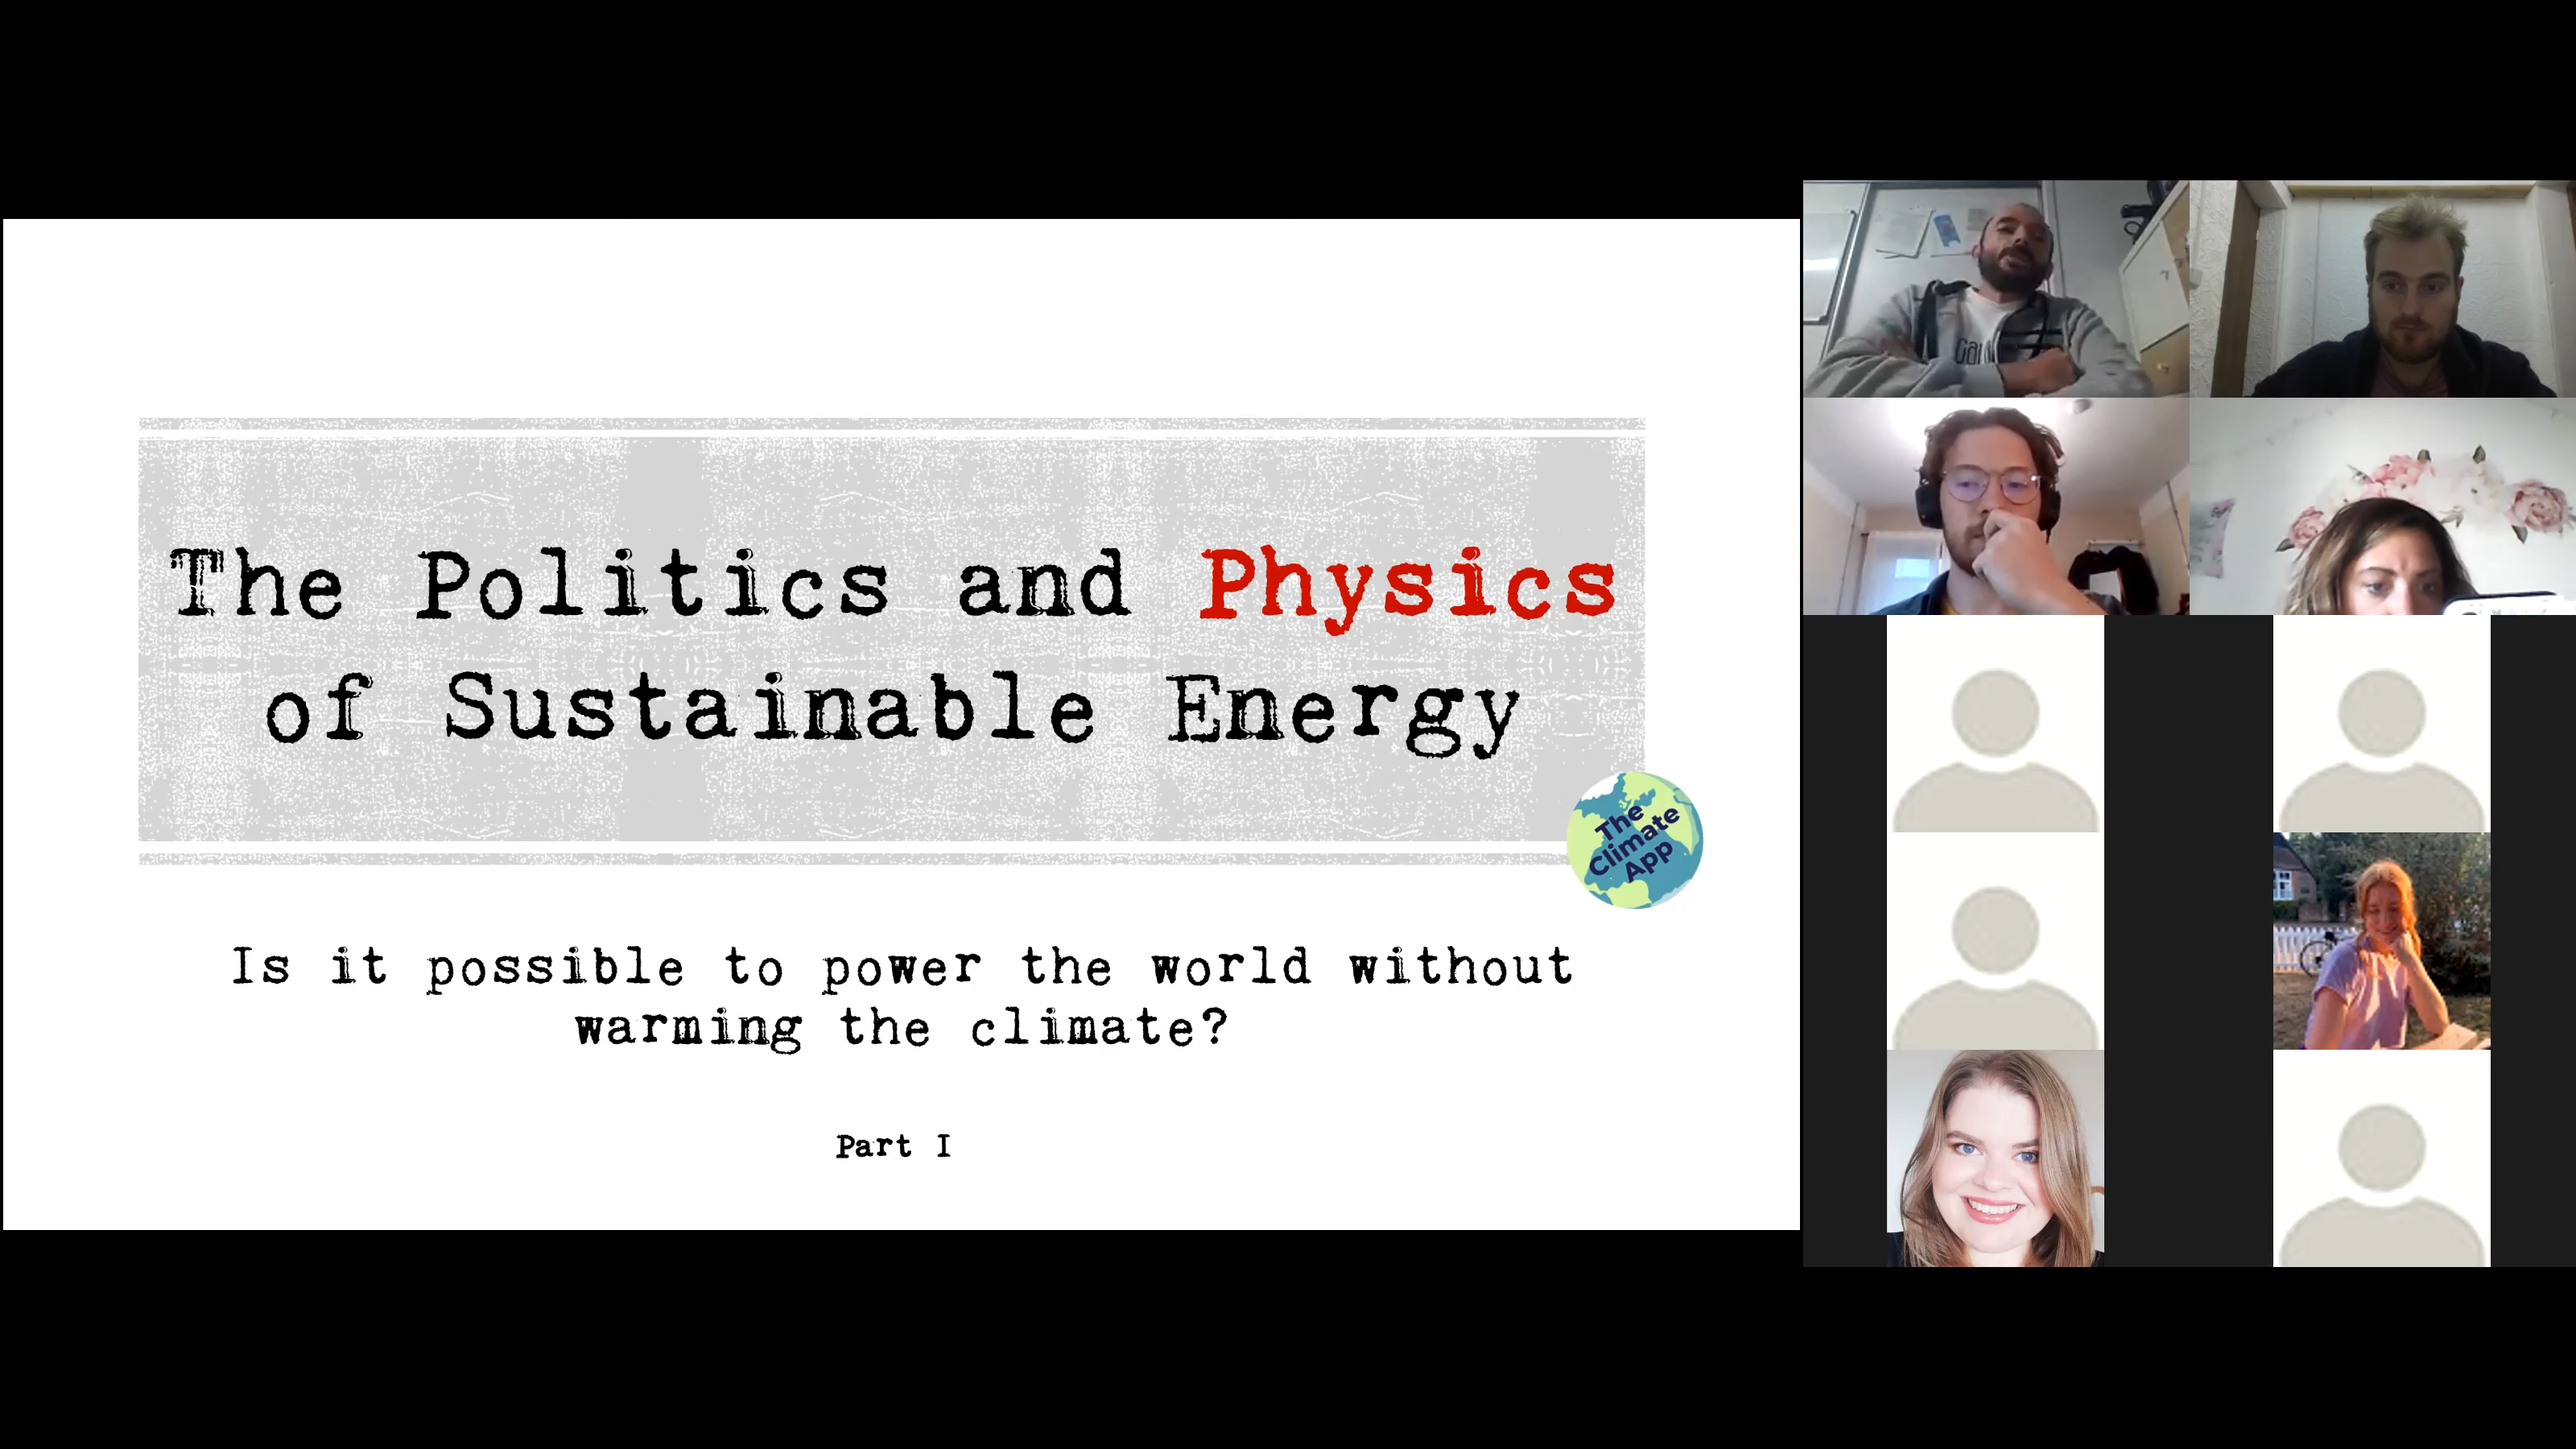 The Politics and Physics
of Sustainable Energy
The
Climate
App
Is it possible to power the world without
warming the climate?
Part I